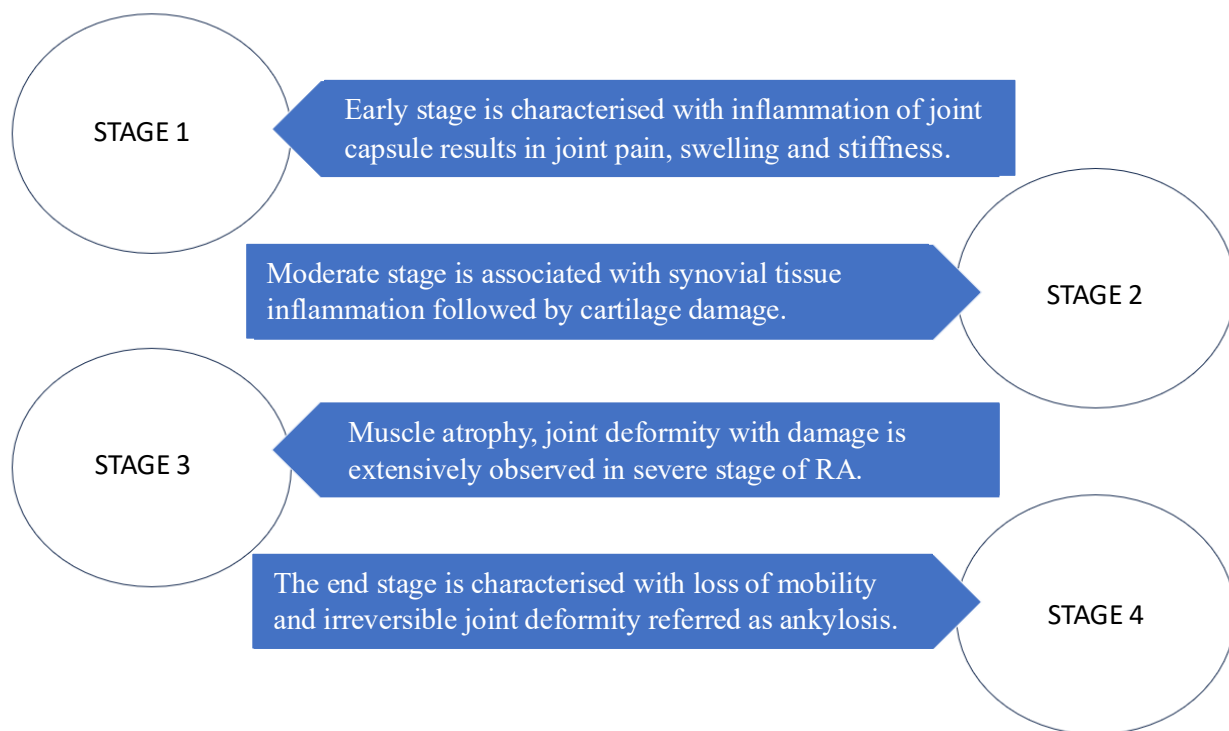 STAGE 1
Early stage is characterised with inflammation of joint
capsule results in joint pain, swelling and stiffness.
Moderate stage is associated with synovial tissue
inflammation followed by cartilage damage.
STAGE 2
STAGE 3
Muscle atrophy, joint deformity with damage is
extensively observed in severe stage of RA.
The end stage is characterised with loss of mobility
and irreversible joint deformity referred as ankylosis.
STAGE 4